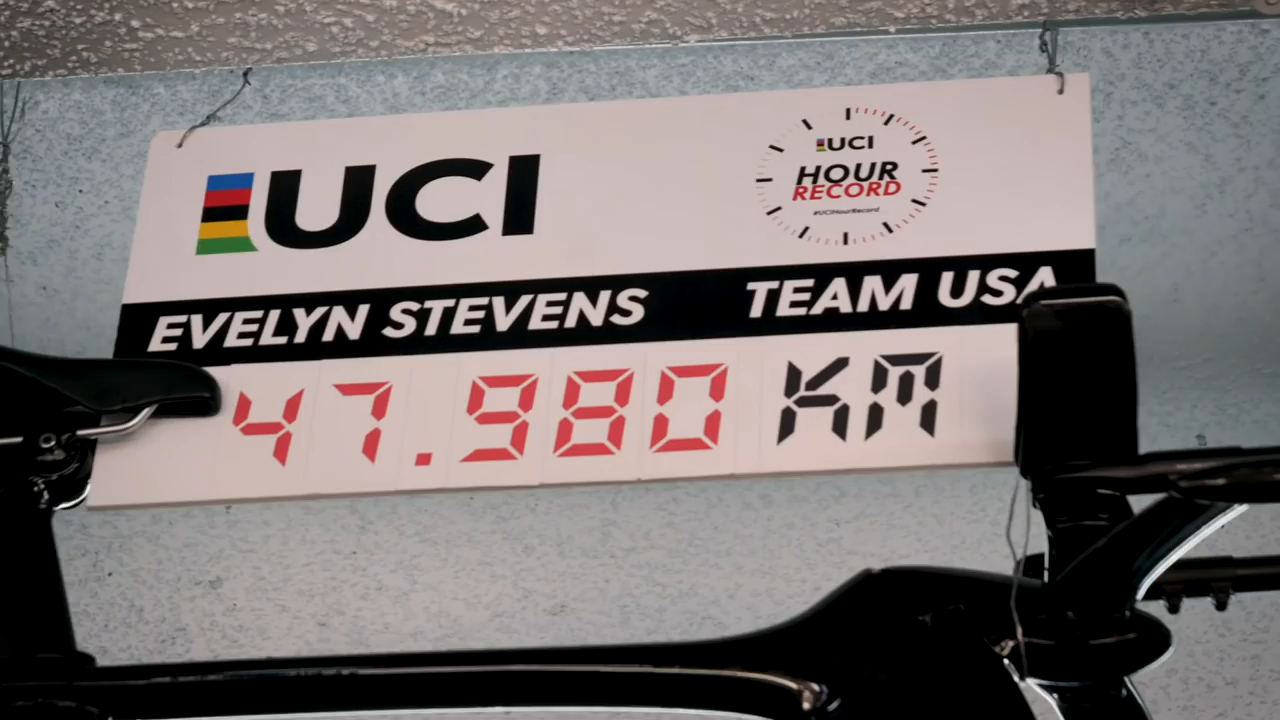 UCI
UCI
HOUR
RECORD
#UCIHourRecord
EVELYN STEVENS TEAM USA
47.980 KM